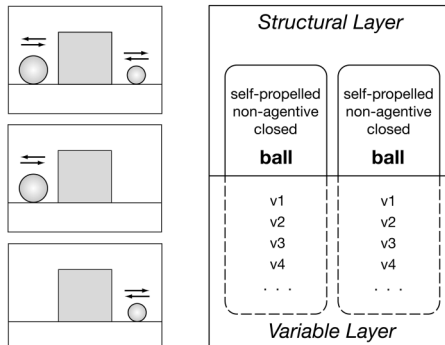 Structural Layer
self-propelled
non-agentive
closed
ball
v1
v2
v3
v4
. . .
self-propelled
non-agentive
closed
ball
v1
v2
v3
v4
. . .
Variable Layer